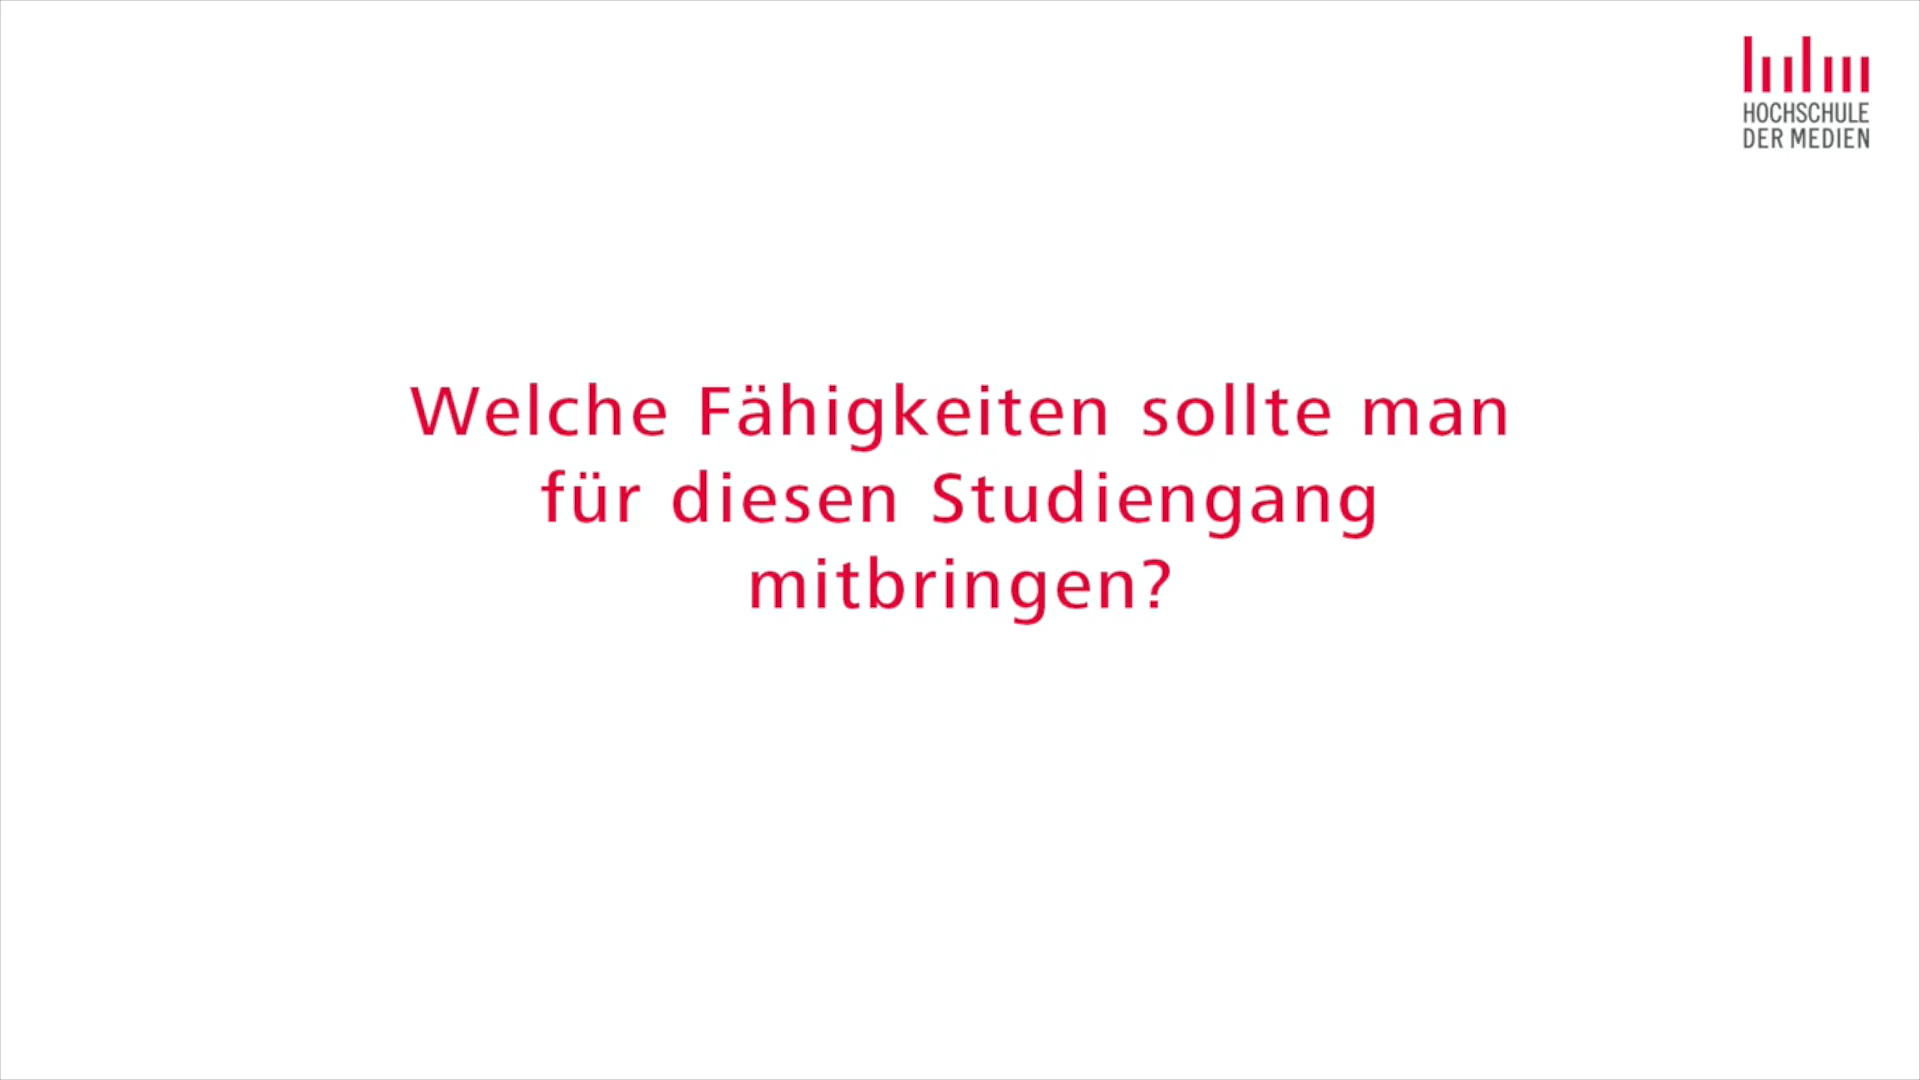 HOCHSCHULE
DER MEDIEN
Welche Fähigkeiten sollte man
für diesen Studiengang
mitbringen?